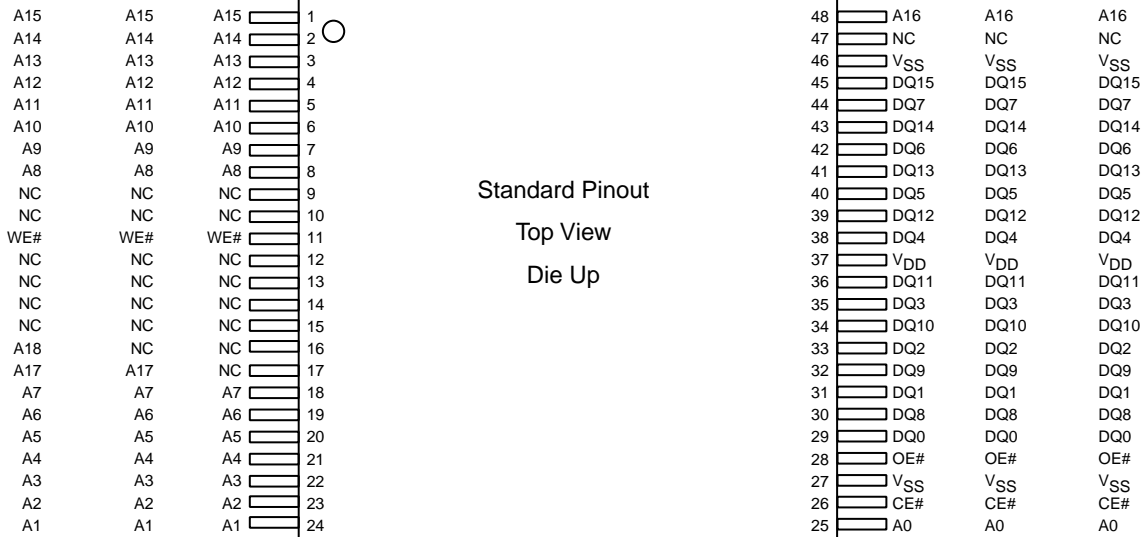 A15 A15 A15 1 48 A16 A16 A16
A14 A14 A14 2 47 NC NC NC
A13 A13 A13 3 46 VSS VSS VSS
A12 A12 A12 4 45 DQ15 DQ15 DQ15
A11 A11 A11 5 44 DQ7 DQ7 DQ7
A10 A10 A10 6 43 DQ14 DQ14 DQ14
A9 A9 A9 7 42 DQ6 DQ6 DQ6
A8 A8 A8 8 41 DQ13 DQ13 DQ13
NC NC NC 9 Standard Pinout 40 DQ5 DQ5 DQ5
NC NC NC 10 39 DQ12 DQ12 DQ12
WE# WE# WE# 11 Top View 38 DQ4 DQ4 DQ4
NC NC NC 12 37 VDD VDD VDD
NC NC NC 13 Die Up 36 DQ11 DQ11 DQ11
NC NC NC 14 35 DQ3 DQ3 DQ3
NC NC NC 15 34 DQ10 DQ10 DQ10
A18 NC NC 16 33 DQ2 DQ2 DQ2
A17 A17 NC 17 32 DQ9 DQ9 DQ9
A7 A7 A7 18 31 DQ1 DQ1 DQ1
A6 A6 A6 19 30 DQ8 DQ8 DQ8
A5 A5 A5 20 29 DQ0 DQ0 DQ0
A4 A4 A4 21 28 OE# OE# OE#
A3 A3 A3 22 27 VSS VSS VSS
A2 A2 A2 23 26 CE# CE# CE#
A1 A1 A1 24 25 A0 A0 A0